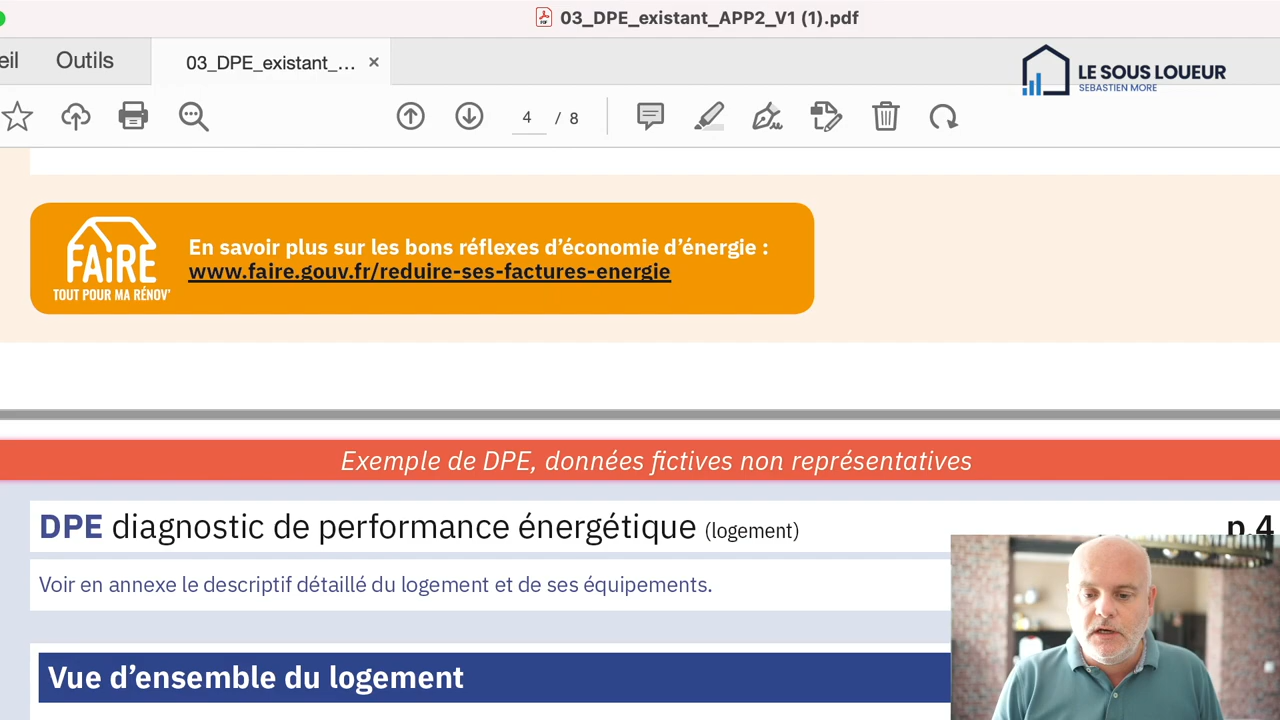 03_DPE_existant_APP2_V1 (1).pdf
eil
Outils
03_DPE_existant_... ×
LE SOUS LOUEUR
SEBASTIEN MORE
4 / 8
FAIRE
TOUT POUR MA RÉNOV'
En savoir plus sur les bons réflexes d'économie d'énergie :
www.faire.gouv.fr/reduire-ses-factures-energie
Exemple de DPE, données fictives non représentatives
DPE diagnostic de performance énergétique (logement)
p.4
Voir en annexe le descriptif détaillé du logement et de ses équipements.
Vue d'ensemble du logement